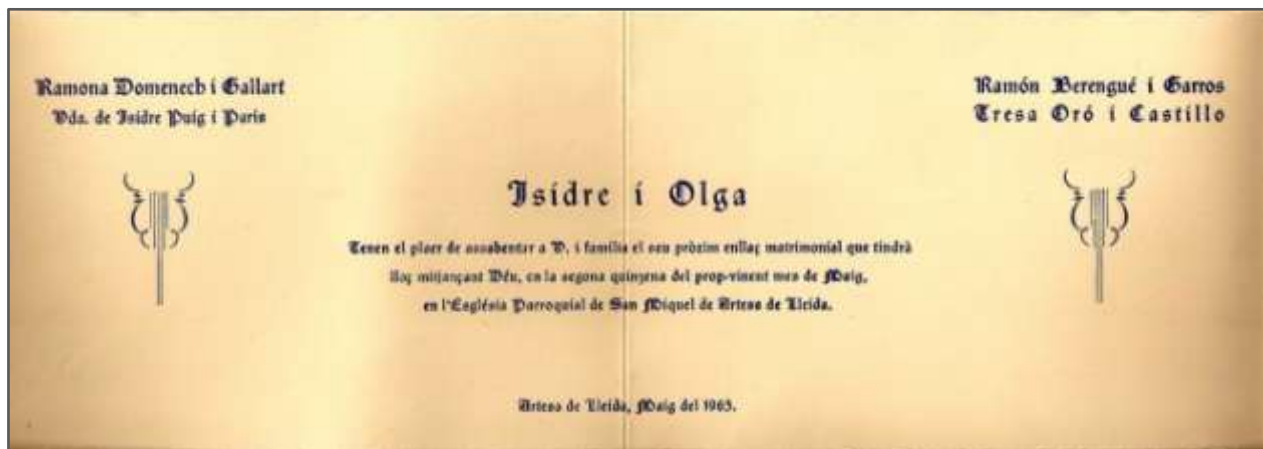 Ramona Domenech i Gallart
Vda. de Isidre Puig i Paris
Ramón Berengué i Garros
Tresa Oró i Castillo
Isidre i Olga
Tenen el plaer de assabentar a V. i família el seu pròxim enllaç matrimonial que tindrà
lloç mitjançant Déu, en la segona quinzena del prop-vinent mes de Maig,
en l'Església Parroquial de San Miquel de Artesa de Lleida.
Artesa de Lleida, Maig del 1965.